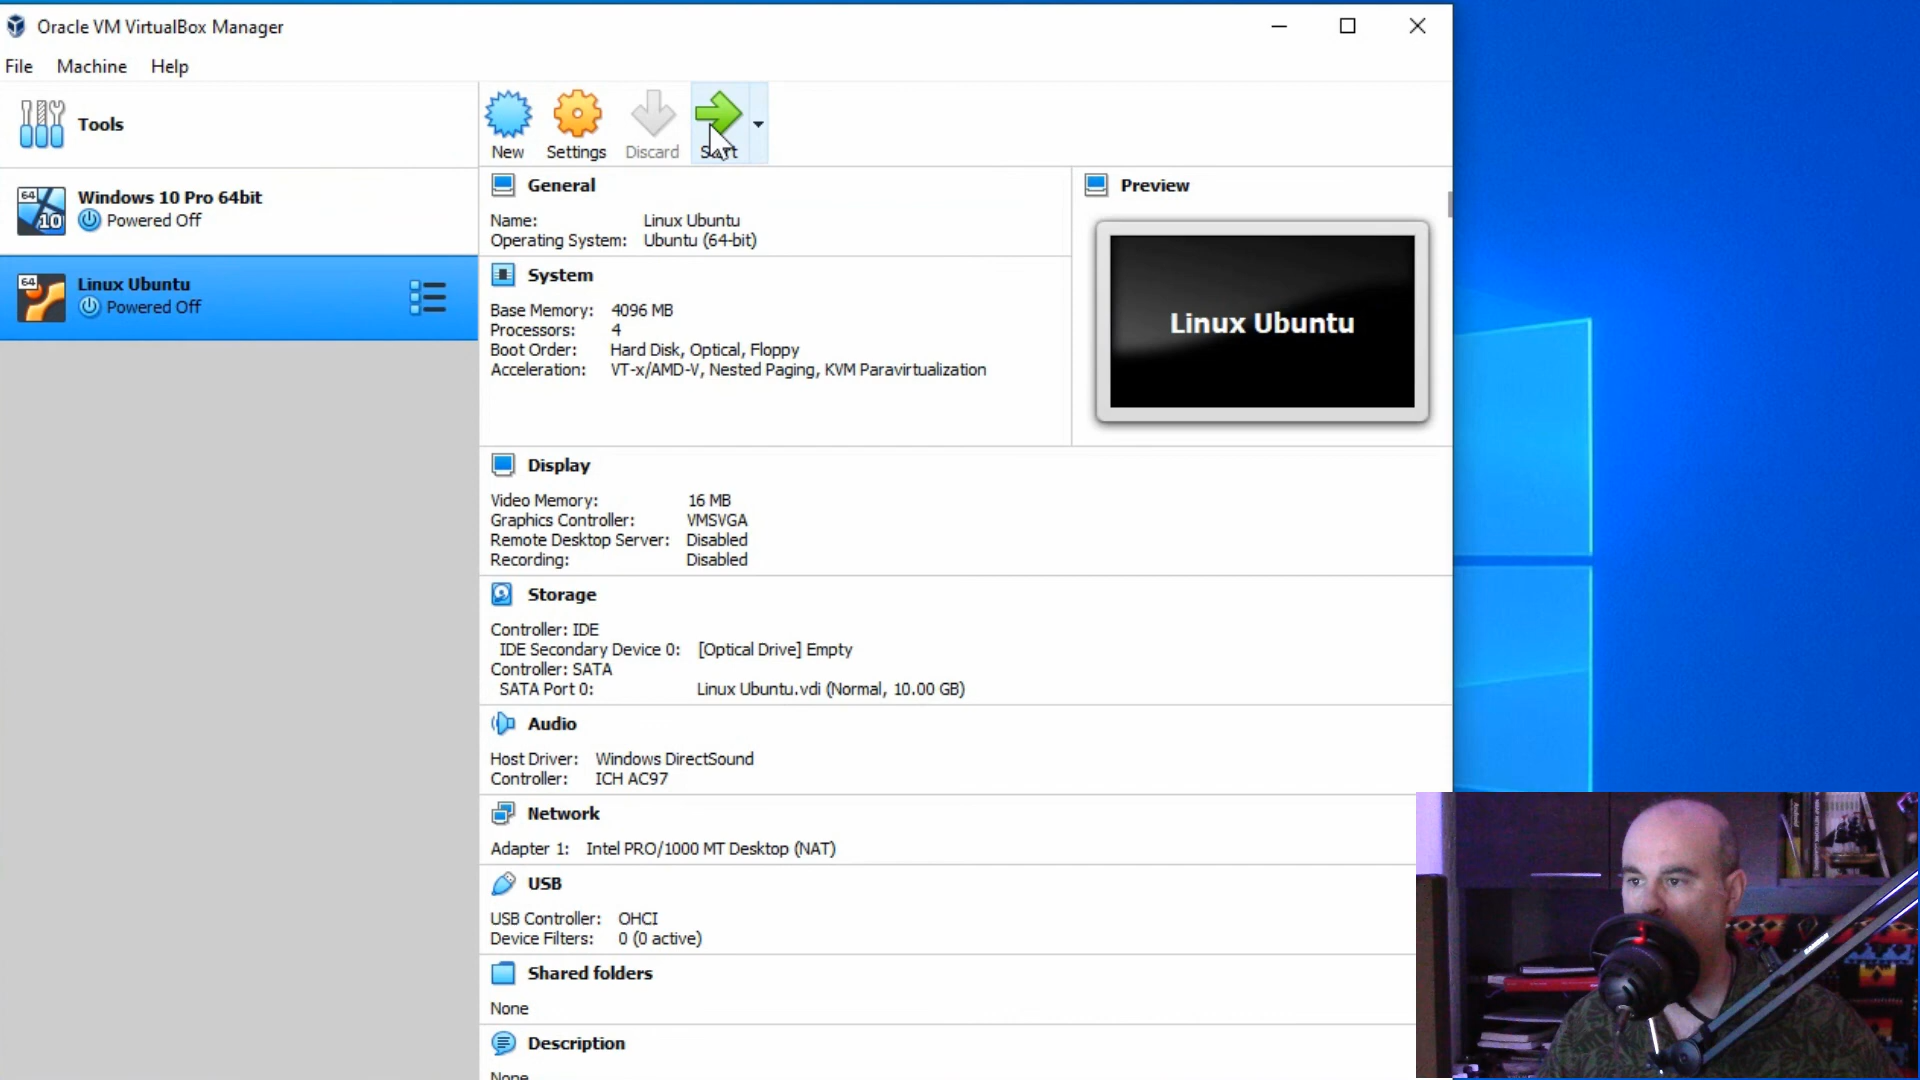 Oracle VM VirtualBox Manager
File Machine Help
Tools
New Settings Discard Start
64 10 Windows 10 Pro 64bit
Powered Off
64 Linux Ubuntu
Powered Off
General
Name: Linux Ubuntu
Operating System: Ubuntu (64-bit)
System
Base Memory: 4096 MB
Processors: 4
Boot Order: Hard Disk, Optical, Floppy
Acceleration: VT-x/AMD-V, Nested Paging, KVM Paravirtualization
Preview
Linux Ubuntu
Display
Video Memory: 16 MB
Graphics Controller: VMSVGA
Remote Desktop Server: Disabled
Recording: Disabled
Storage
Controller: IDE
IDE Secondary Device 0: [Optical Drive] Empty
Controller: SATA
SATA Port 0: Linux Ubuntu.vdi (Normal, 10.00 GB)
Audio
Host Driver: Windows DirectSound
Controller: ICH AC97
Network
Adapter 1: Intel PRO/1000 MT Desktop (NAT)
USB
USB Controller: OHCI
Device Filters: 0 (0 active)
Shared folders
None
Description
None